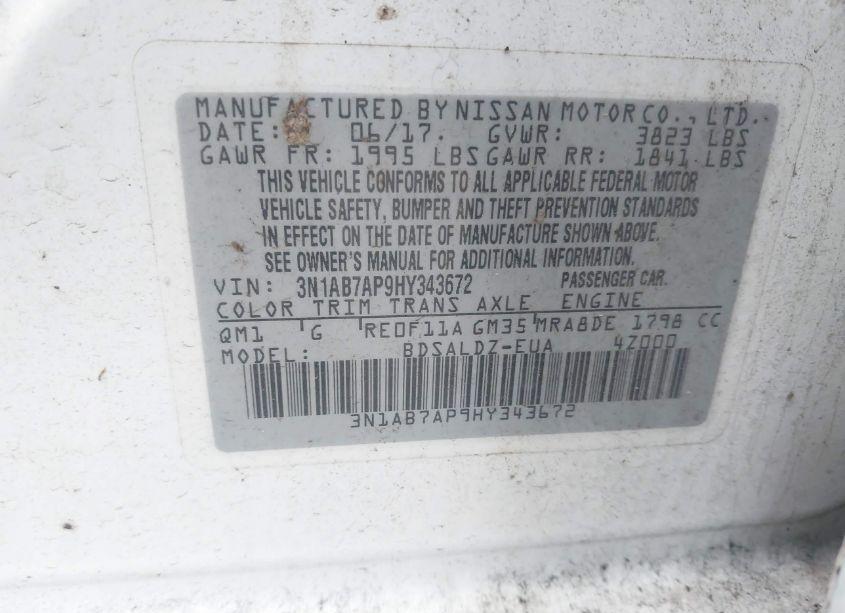 MANUFACTURED BY NISSAN MOTOR CO., LTD.
DATE: 06/17. GVWR: 3823 LBS
GAWR FR: 1995 LBS GAWR RR: 1841 LBS
THIS VEHICLE CONFORMS TO ALL APPLICABLE FEDERAL MOTOR
VEHICLE SAFETY, BUMPER AND THEFT PREVENTION STANDARDS
IN EFFECT ON THE DATE OF MANUFACTURE SHOWN ABOVE.
SEE OWNER'S MANUAL FOR ADDITIONAL INFORMATION.
VIN: 3N1AB7AP9HY343672 PASSENGER CAR.
COLOR TRIM TRANS AXLE ENGINE
QM1 G RE0F11A GM35 MRA8DE 1798 CC
MODEL: BDSALDZ-EUA 4Z000
3N1AB7AP9HY343672